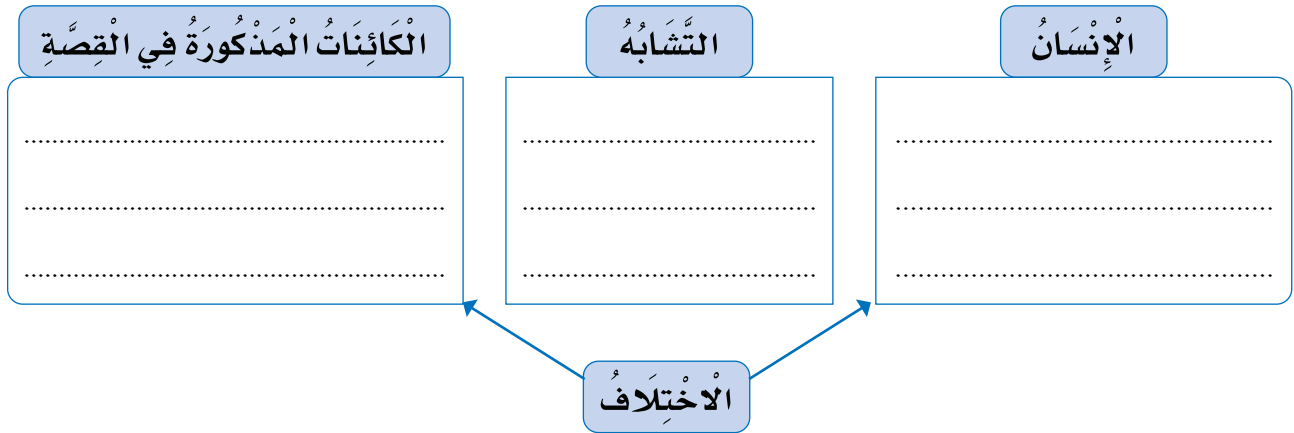 الْإِنْسَانُ
التَّشَابُهُ
الْكَائِنَاتُ الْمَذْكُورَةُ فِي الْقِصَّةِ
الْاخْتِلَافُ